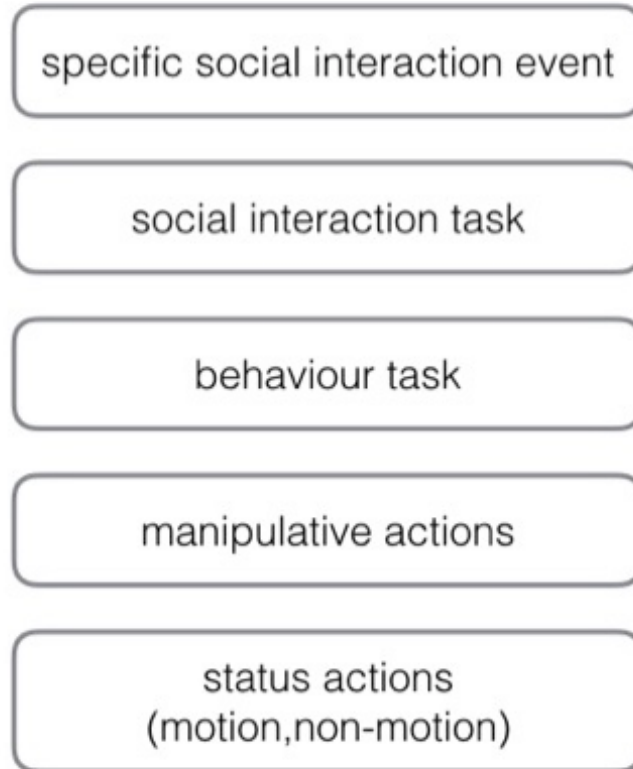 specific social interaction event
social interaction task
behaviour task
manipulative actions
status actions
(motion,non-motion)